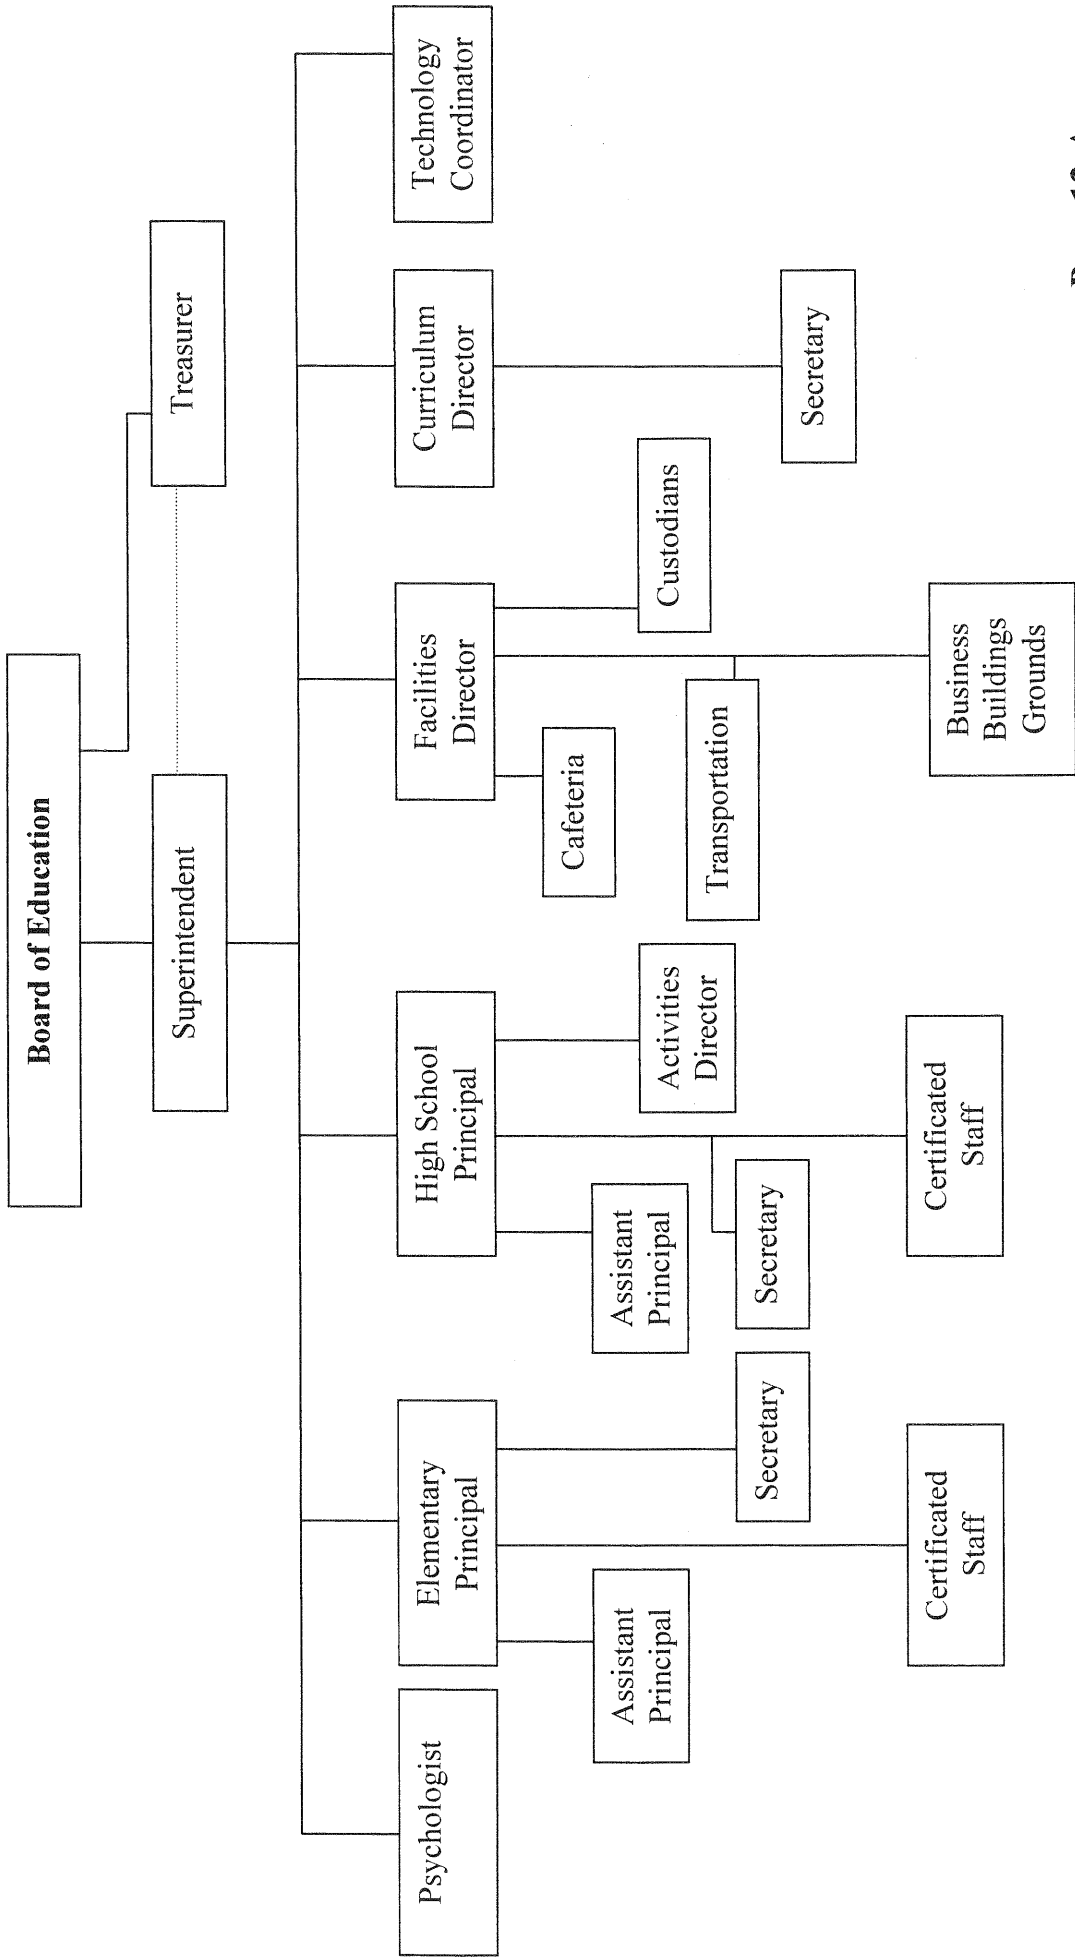 Board of Education
Superintendent
Treasurer
Psychologist
Elementary
Principal
High School
Principal
Facilities
Director
Curriculum
Director
Technology
Coordinator
Assistant
Principal
Secretary
Certificated
Staff
Assistant
Principal
Secretary
Activities
Director
Certificated
Staff
Cafeteria
Transportation
Custodians
Business
Buildings
Grounds
Secretary